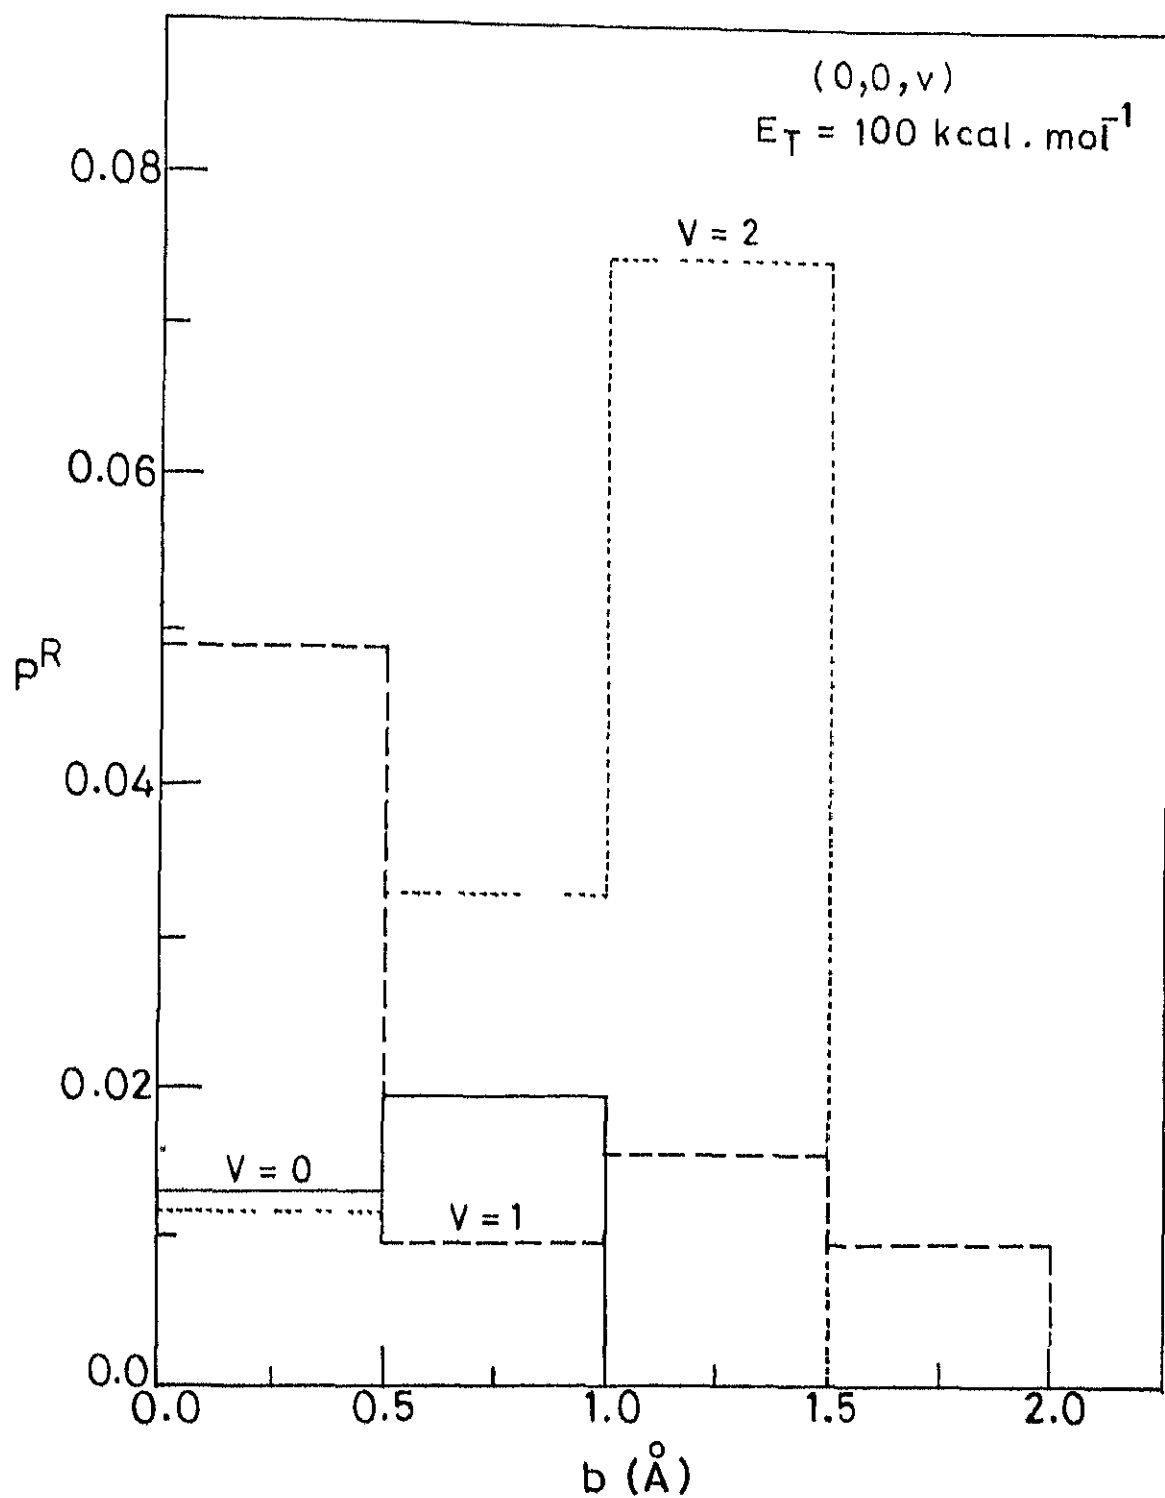 (0,0,v)
E_T = 100 kcal.mol⁻¹
0.08
V = 2
0.06
P^R
0.04
0.02
V = 0
V = 1
0.0
0.0 0.5 1.0 1.5 2.0
b (Å)